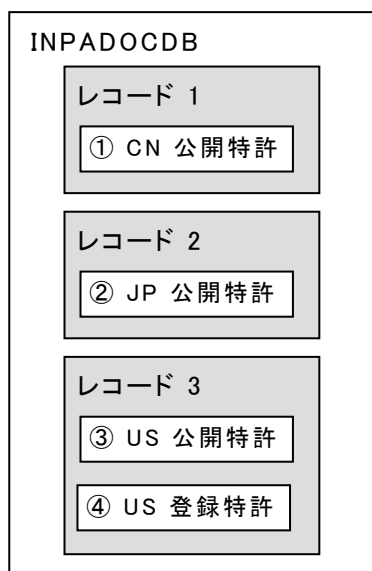 INPADOCDB
レコード 1
① CN 公開特許
レコード 2
② JP 公開特許
レコード 3
③ US 公開特許
④ US 登録特許